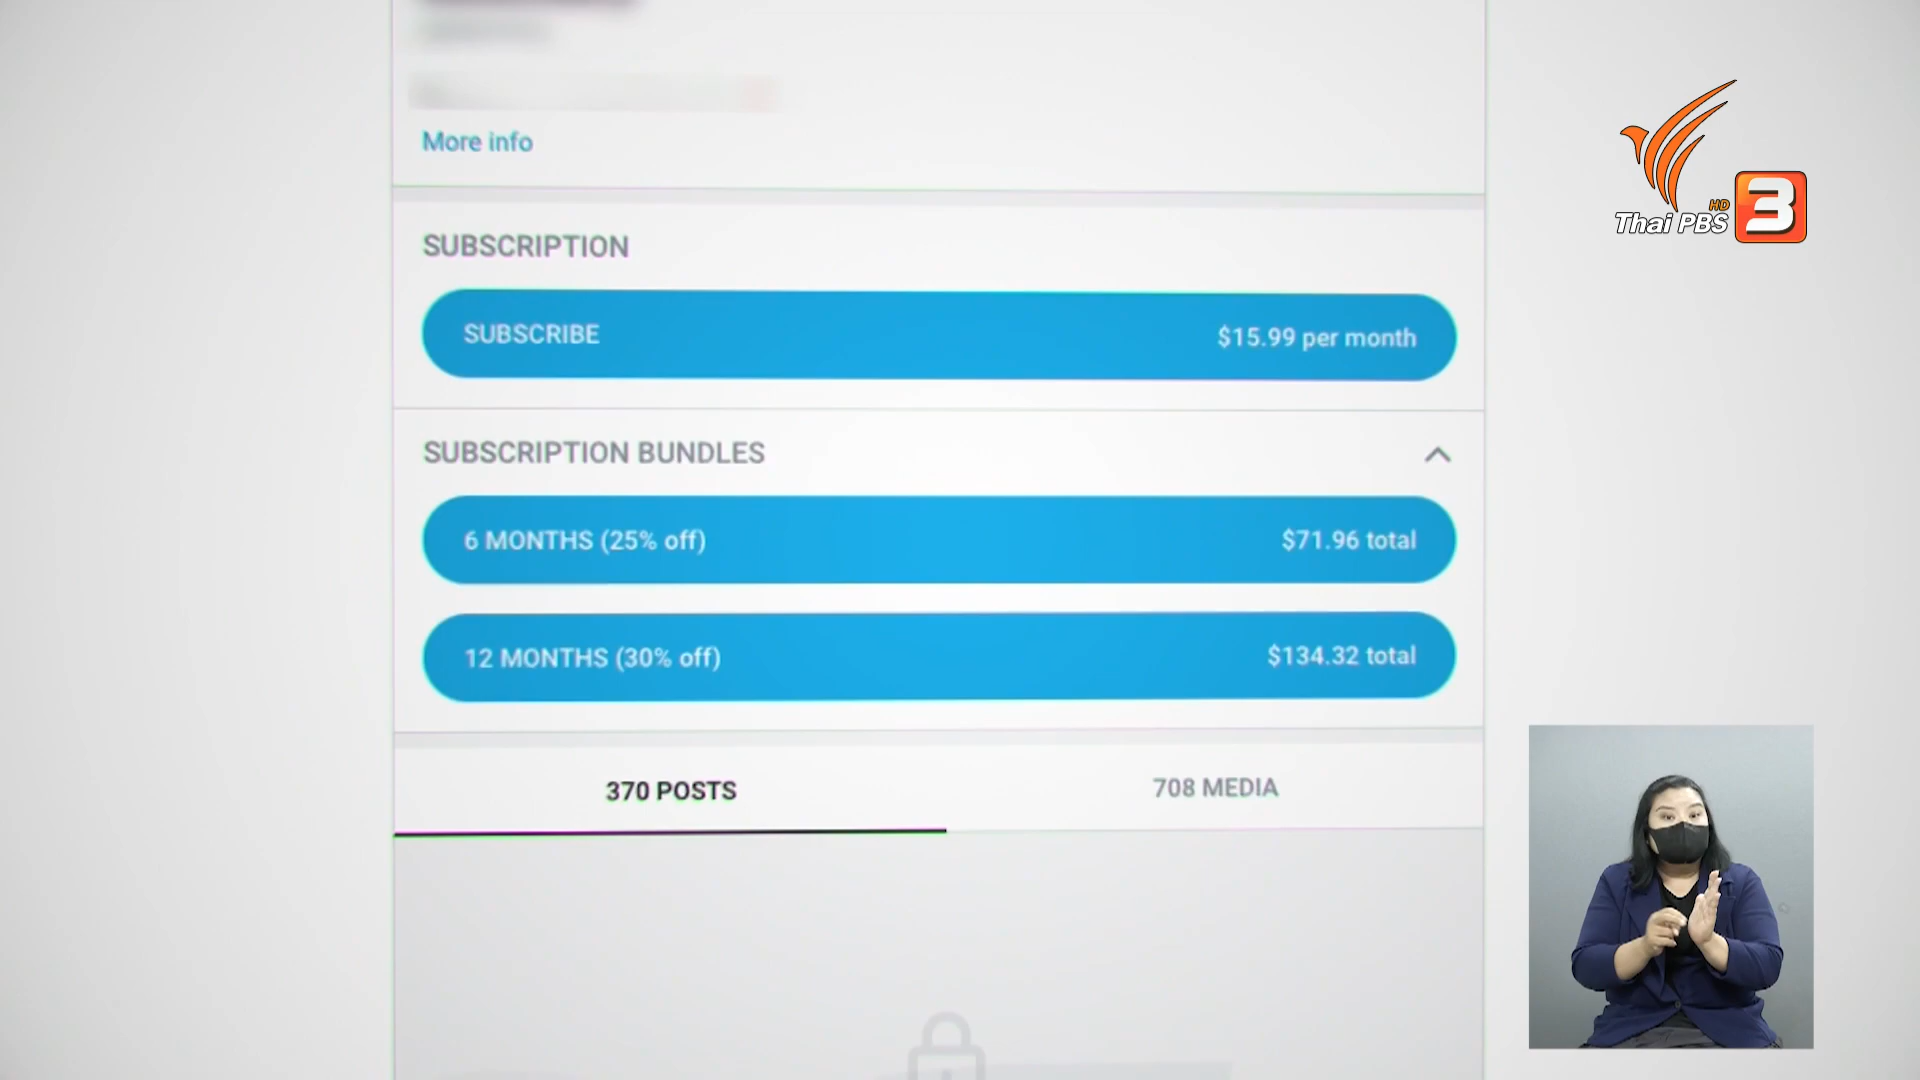 More info
HD
Thai PBS 3
SUBSCRIPTION
SUBSCRIBE $15.99 per month
SUBSCRIPTION BUNDLES
6 MONTHS (25% off) $71.96 total
12 MONTHS (30% off) $134.32 total
370 POSTS 708 MEDIA